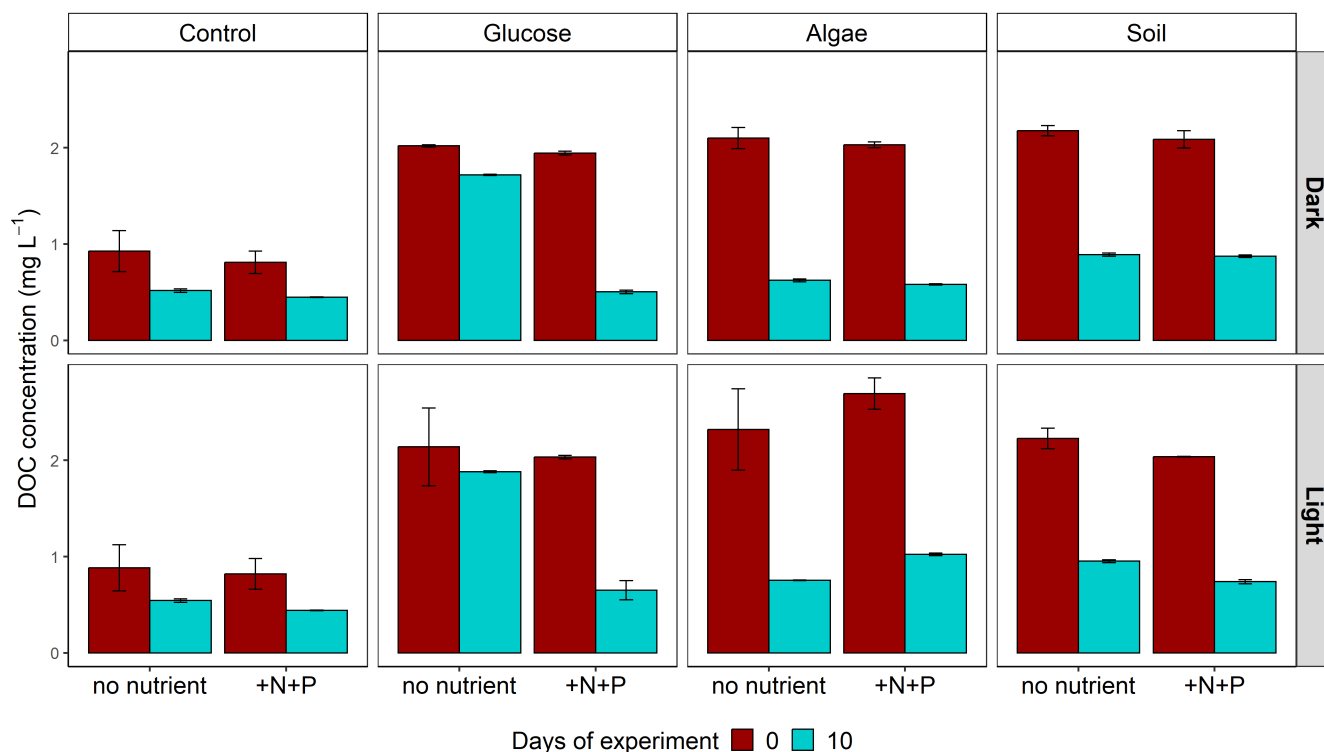 Control Glucose Algae Soil
DOC concentration (mg L⁻¹)
2
1
0
Dark
2
1
0
Light
no nutrient +N+P no nutrient +N+P no nutrient +N+P no nutrient +N+P
Days of experiment 0 10